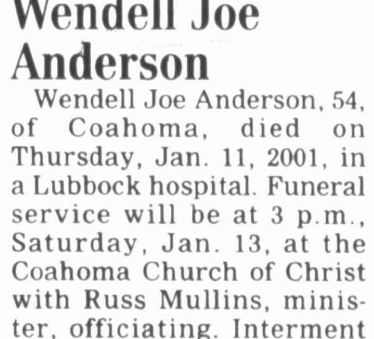 Wendell Joe
Anderson
Wendell Joe Anderson, 54,
of Coahoma, died on
Thursday, Jan. 11, 2001, in
a Lubbock hospital. Funeral
service will be at 3 p.m.,
Saturday, Jan. 13, at the
Coahoma Church of Christ
with Russ Mullins, minis-
ter, officiating. Interment